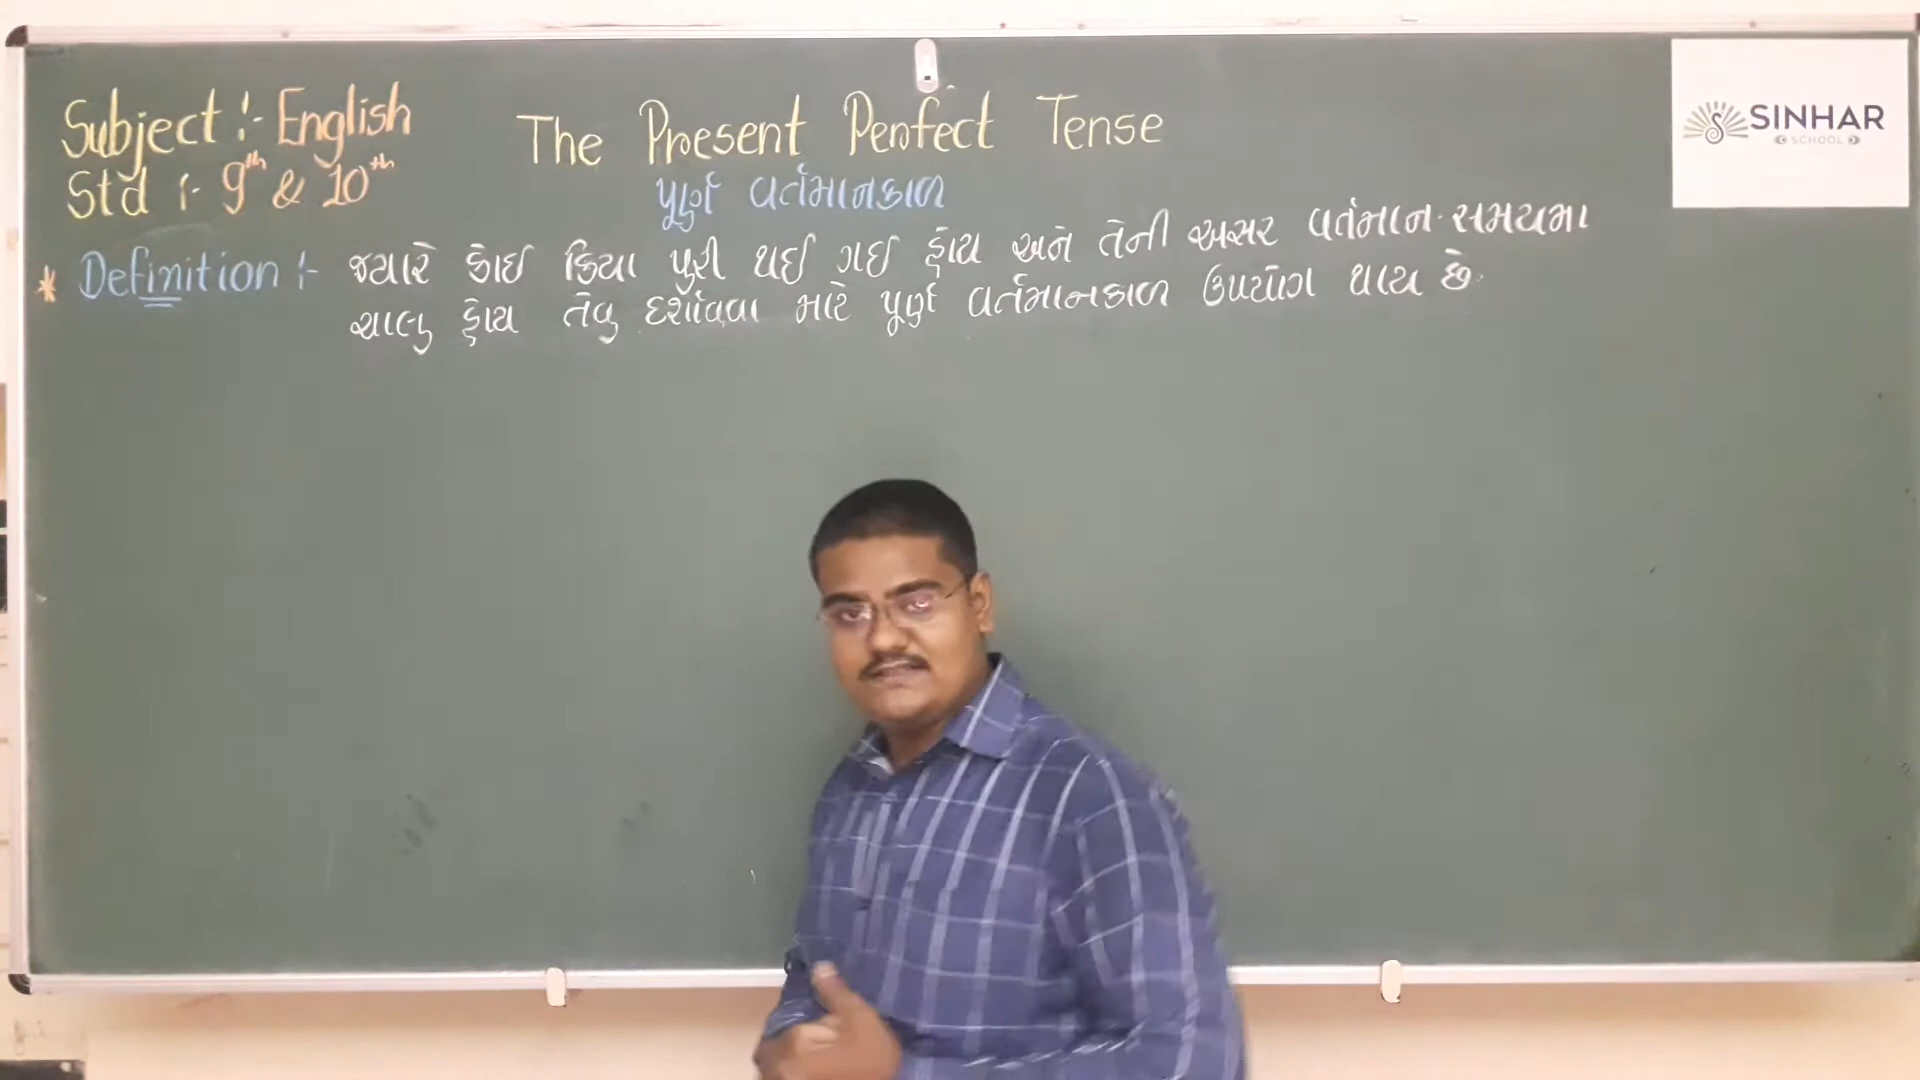 Subject :- English
Std :- 9th & 10th
The Present Perfect Tense
પૂર્ણ વર્તમાનકાળ
* Definition :- જ્યારે કોઈ ક્રિયા પુરી થઈ ગઈ હોય અને તેની અસર વર્તમાન સમયમા
ચાલુ હોય તેવુ દર્શાવવા માટે પૂર્ણ વર્તમાનકાળ ઉપયોગ થાય છે.
SINHAR
SCHOOL